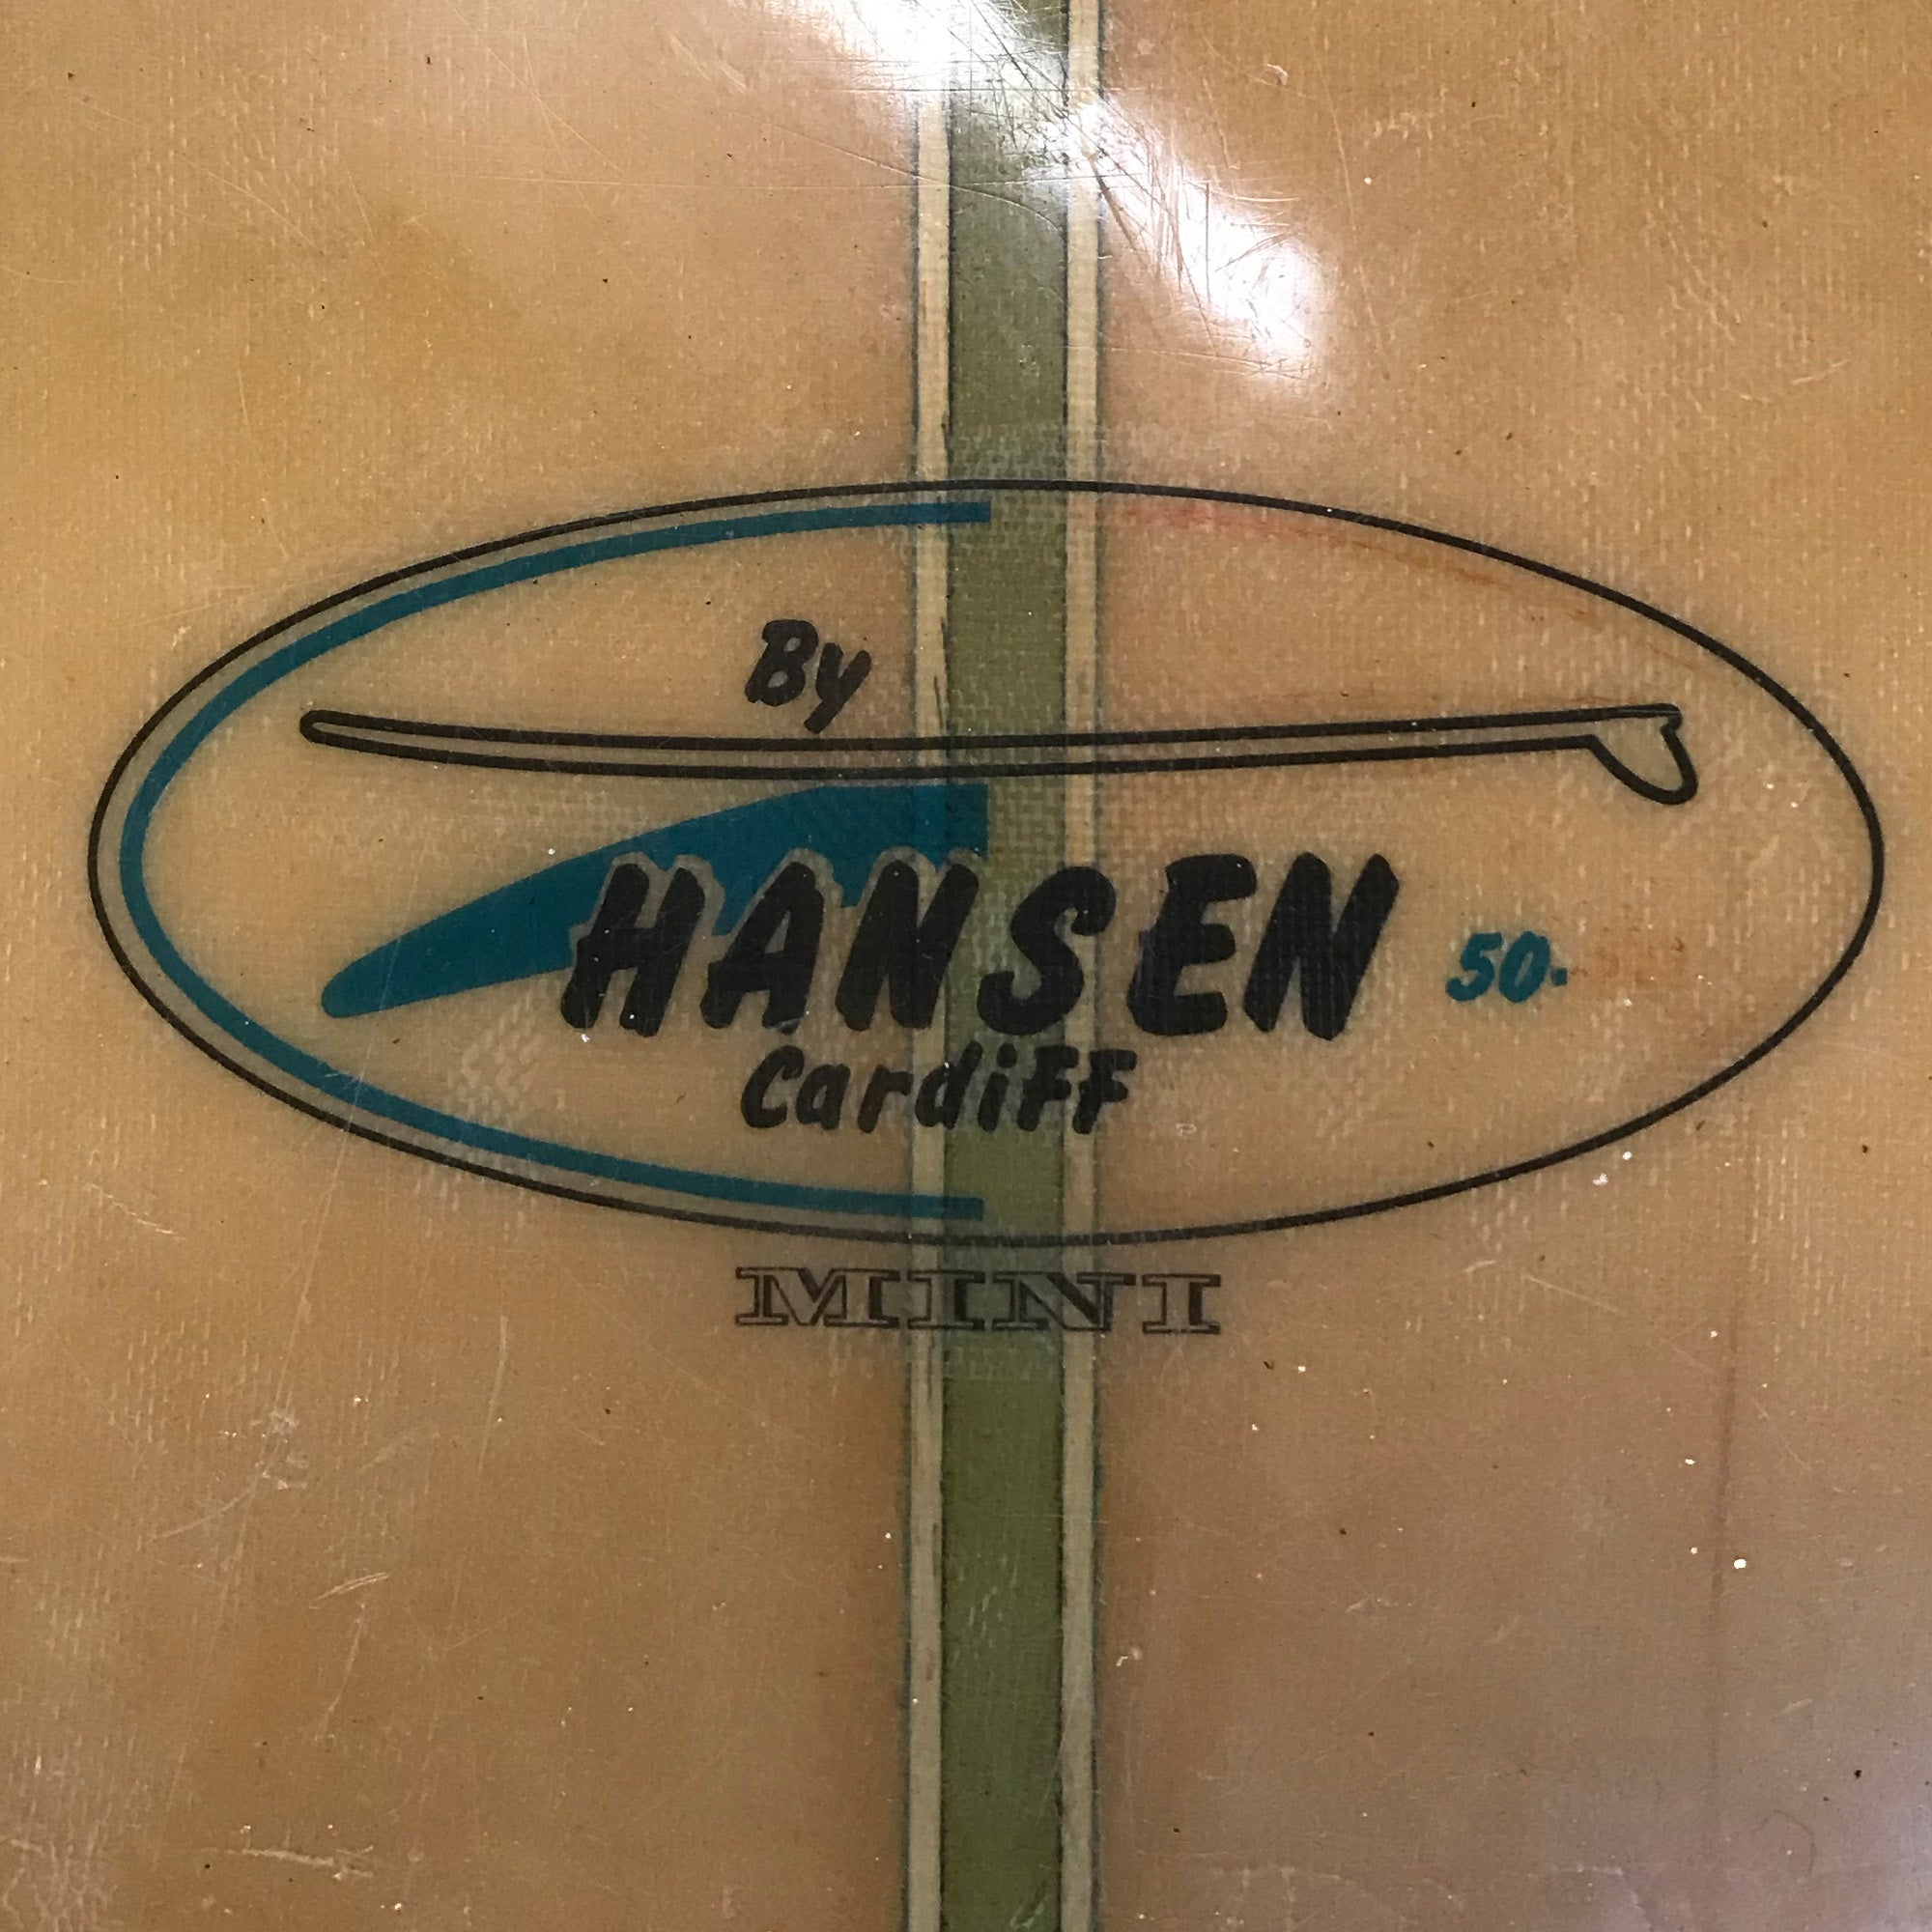 By
HANSEN 50·
CardiFF
MINI